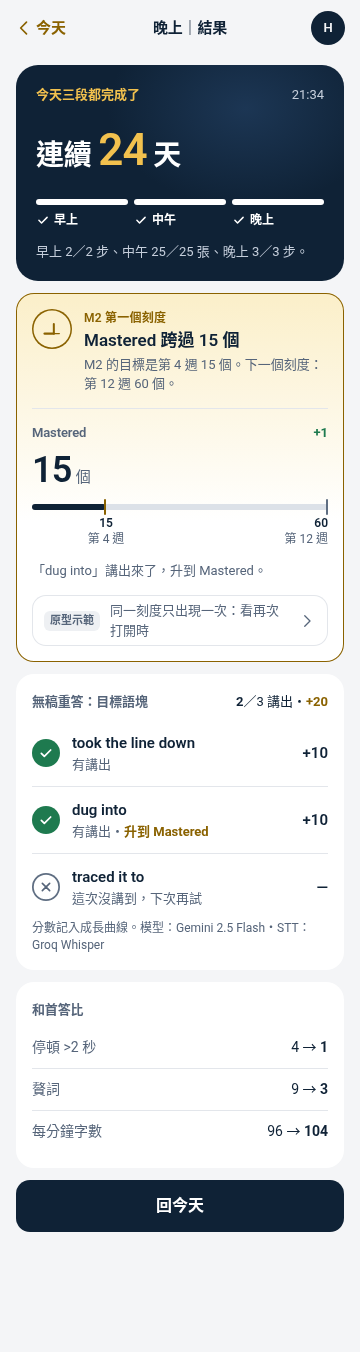 今天
晚上｜結果
H
今天三段都完成了
21:34
連續 24 天
早上
中午
晚上
早上 2／2 步、中午 25／25 張、晚上 3／3 步。
M2 第一個刻度
Mastered 跨過 15 個
M2 的目標是第 4 週 15 個。下一個刻度：
第 12 週 60 個。
Mastered
+1
15 個
15
60
第 4 週
第 12 週
「dug into」講出來了，升到 Mastered。
原型示範
同一刻度只出現一次：看再次
打開時
無稿重答：目標語塊
2／3 講出・+20
took the line down
有講出
+10
dug into
有講出・升到 Mastered
+10
traced it to
這次沒講到，下次再試
–
分數記入成長曲線。模型：Gemini 2.5 Flash・STT：
Groq Whisper
和首答比
停頓 >2 秒
4 → 1
贅詞
9 → 3
每分鐘字數
96 → 104
回今天